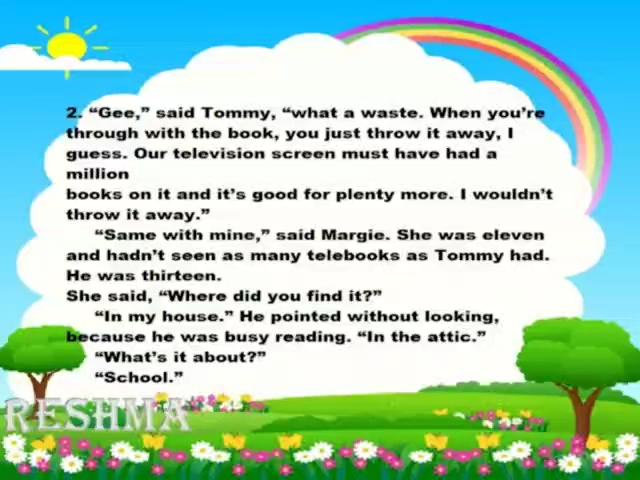 2. “Gee,” said Tommy, “what a waste. When you’re
through with the book, you just throw it away, I
guess. Our television screen must have had a
million
books on it and it’s good for plenty more. I wouldn’t
throw it away.”
“Same with mine,” said Margie. She was eleven
and hadn’t seen as many telebooks as Tommy had.
He was thirteen.
She said, “Where did you find it?”
“In my house.” He pointed without looking,
because he was busy reading. “In the attic.”
“What’s it about?”
“School.”
RESHMA